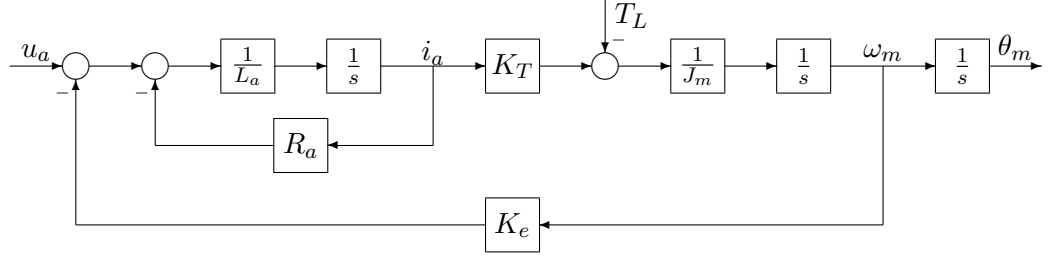 T_L
u_a − − 1/L_a 1/s i_a K_T − 1/J_m 1/s ω_m 1/s θ_m
R_a
K_e